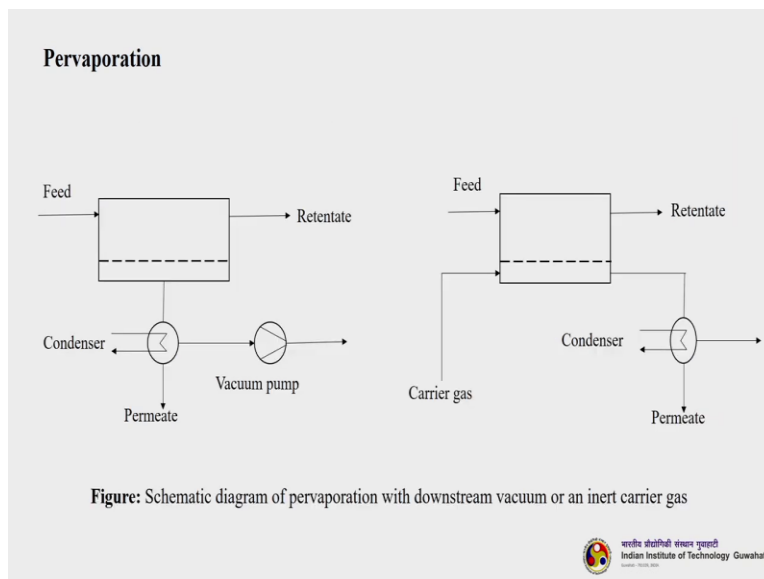 Pervaporation
Feed
Retentate
Condenser
Vacuum pump
Permeate
Feed
Retentate
Condenser
Carrier gas
Permeate
Figure: Schematic diagram of pervaporation with downstream vacuum or an inert carrier gas
भारतीय प्रौद्योगिकी संस्थान गुवाहाटी
Indian Institute of Technology Guwahat